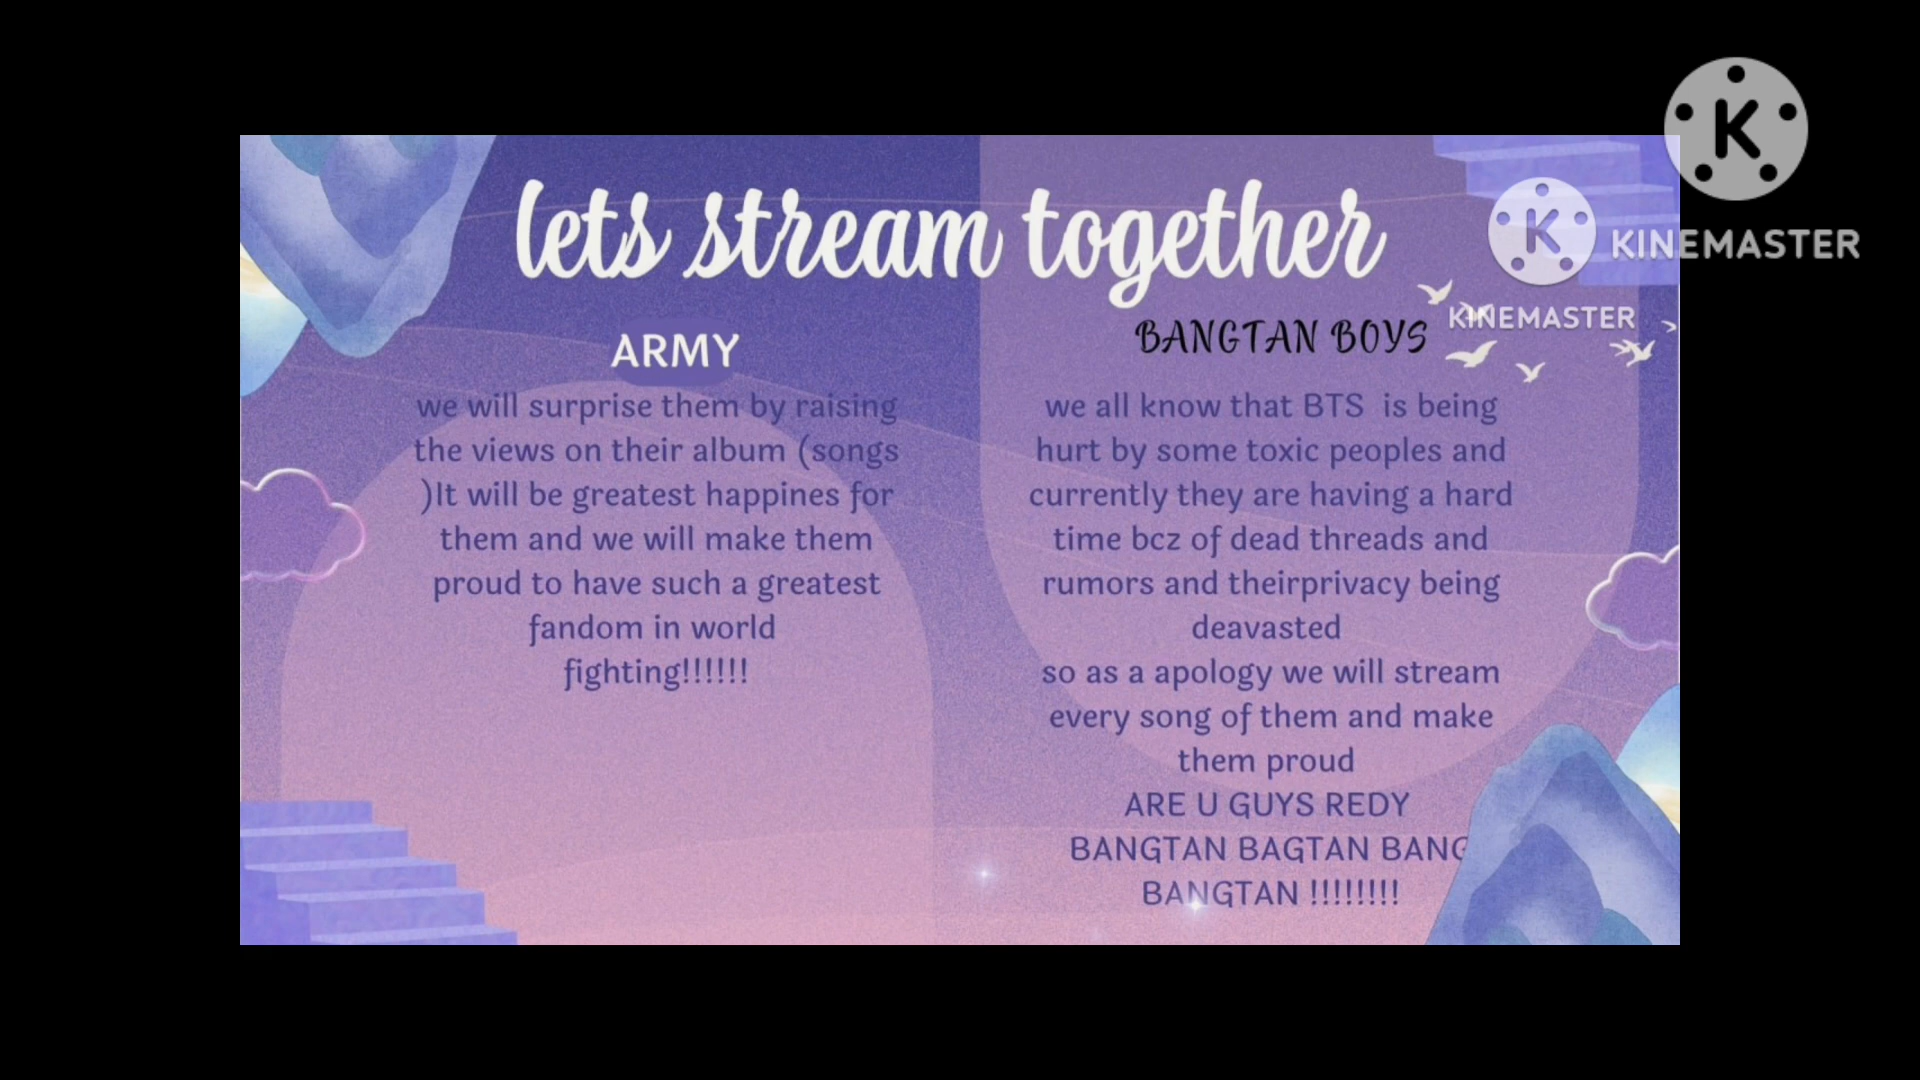 lets stream together
ARMY
we will surprise them by raising
the views on their album (songs
)It will be greatest happines for
them and we will make them
proud to have such a greatest
fandom in world
fighting!!!!!!
BANGTAN BOYS
we all know that BTS is being
hurt by some toxic peoples and
currently they are having a hard
time bcz of dead threads and
rumors and theirprivacy being
deavasted
so as a apology we will stream
every song of them and make
them proud
ARE U GUYS REDY
BANGTAN BAGTAN BANG
BANGTAN !!!!!!!!
K
KINEMASTER
K
KINEMASTER